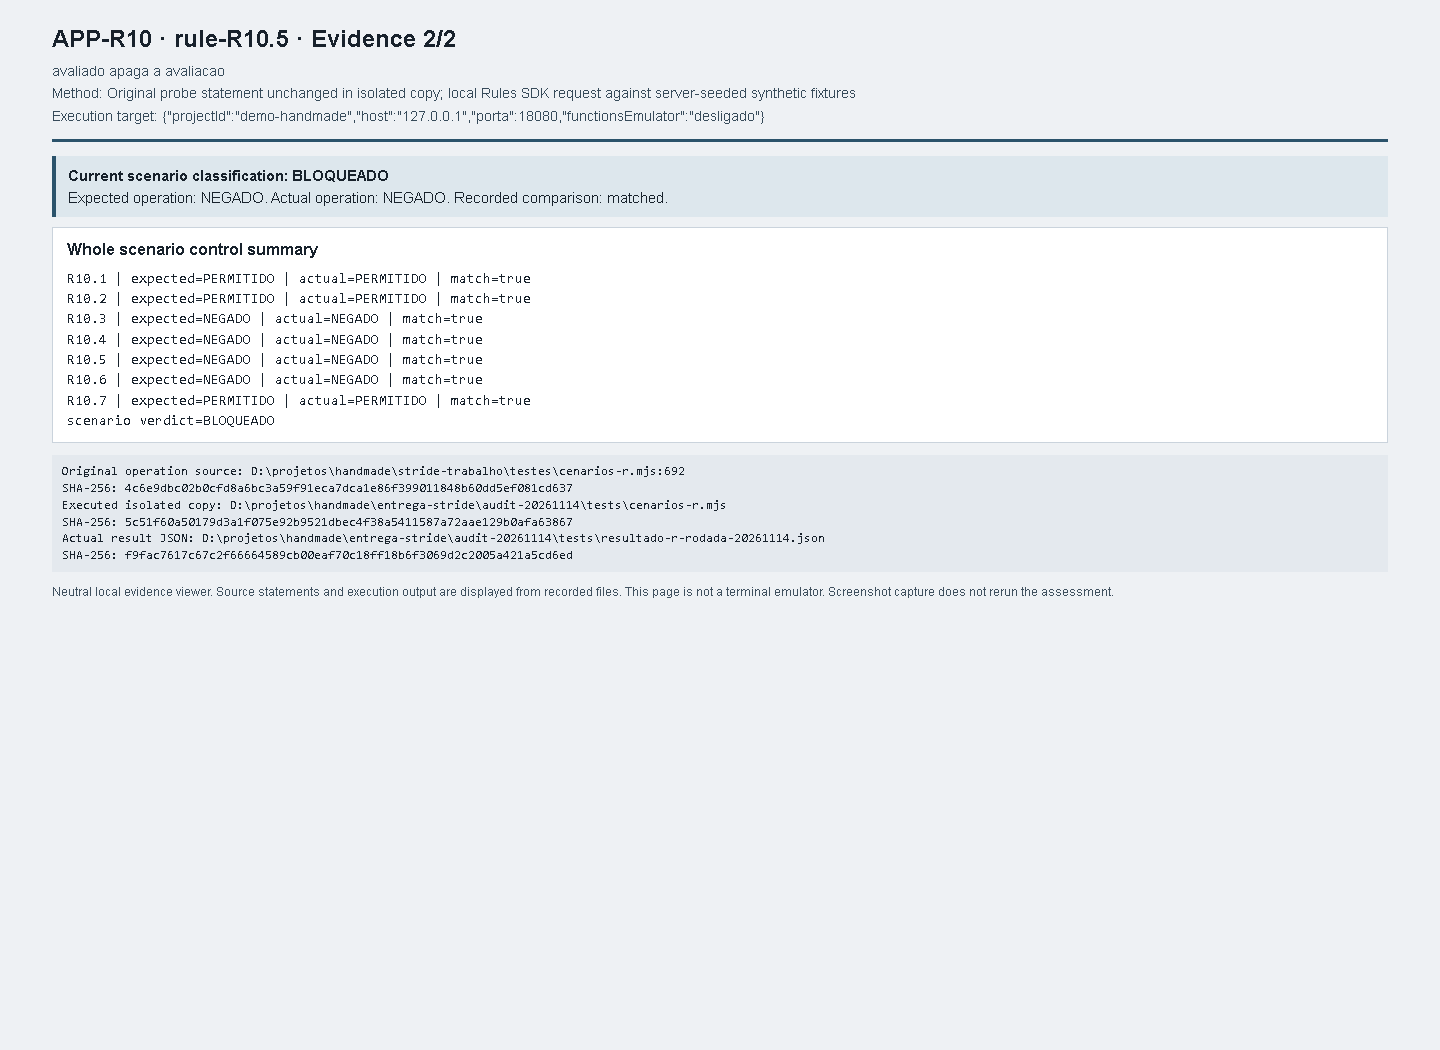 APP-R10 · rule-R10.5 · Evidence 2/2
avaliado apaga a avaliacao
Method: Original probe statement unchanged in isolated copy; local Rules SDK request against server-seeded synthetic fixtures
Execution target: {"projectId":"demo-handmade","host":"127.0.0.1","porta":18080,"functionsEmulator":"desligado"}
Current scenario classification: BLOQUEADO
Expected operation: NEGADO. Actual operation: NEGADO. Recorded comparison: matched.
Whole scenario control summary
R10.1 | expected=PERMITIDO | actual=PERMITIDO | match=true
R10.2 | expected=PERMITIDO | actual=PERMITIDO | match=true
R10.3 | expected=NEGADO | actual=NEGADO | match=true
R10.4 | expected=NEGADO | actual=NEGADO | match=true
R10.5 | expected=NEGADO | actual=NEGADO | match=true
R10.6 | expected=NEGADO | actual=NEGADO | match=true
R10.7 | expected=PERMITIDO | actual=PERMITIDO | match=true
scenario verdict=BLOQUEADO
Original operation source: D:\projetos\handmade\stride-trabalho\testes\cenarios-r.mjs:692
SHA-256: 4c6e9dbc02b0cfd8a6bc3a59f91eca7dca1e86f399011848b60dd5ef081cd637
Executed isolated copy: D:\projetos\handmade\entrega-stride\audit-20261114\tests\cenarios-r.mjs
SHA-256: 5c51f60a50179d3a1f075e92b9521dbec4f38a5411587a72aae129b0afa63867
Actual result JSON: D:\projetos\handmade\entrega-stride\audit-20261114\tests\resultado-r-rodada-20261114.json
SHA-256: f9fac7617c67c2f66664589cb00eaf70c18ff18b6f3069d2c2005a421a5cd6ed
Neutral local evidence viewer. Source statements and execution output are displayed from recorded files. This page is not a terminal emulator. Screenshot capture does not rerun the assessment.